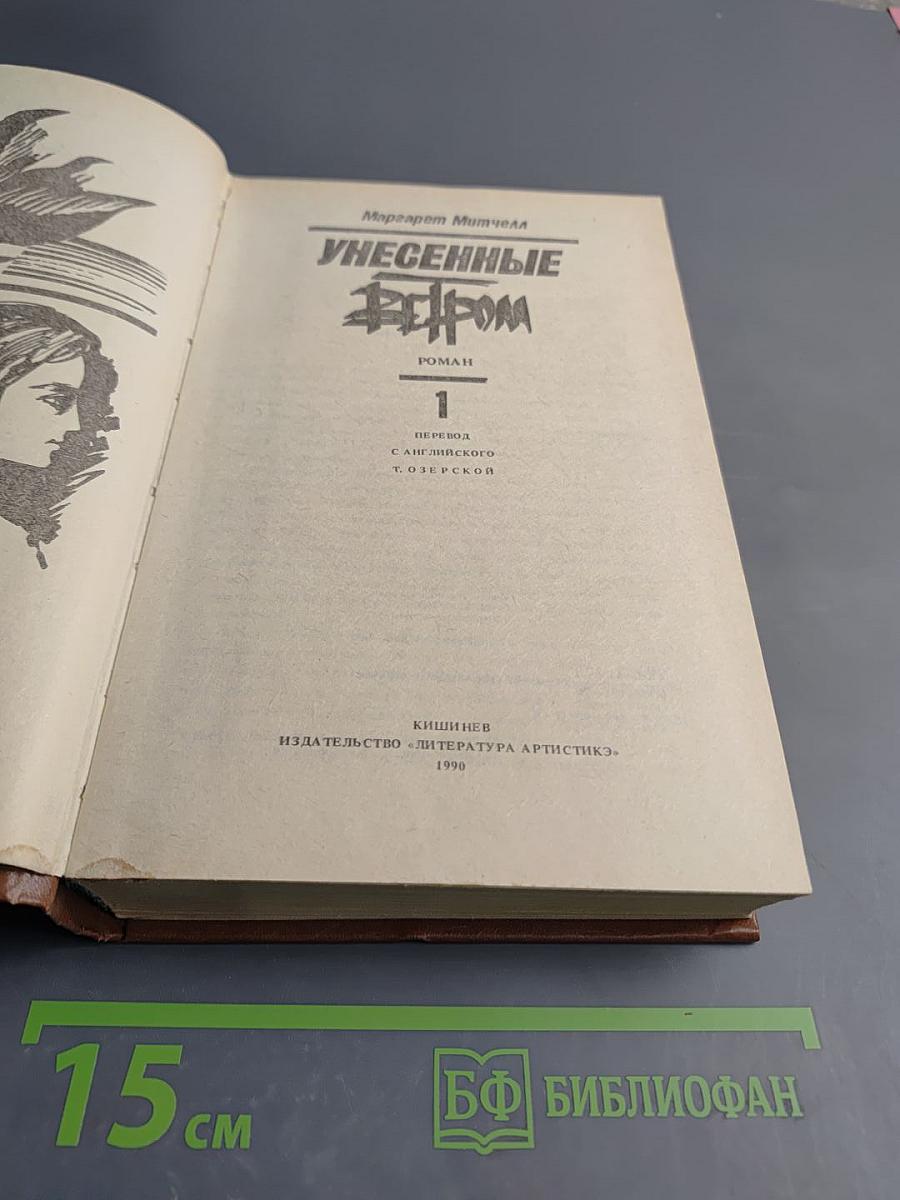 Маргарет Митчелл
УНЕСЕННЫЕ
ВЕТРОМ
РОМАН
1
ПЕРЕВОД
С АНГЛИЙСКОГО
Т. ОЗЕРСКОЙ
КИШИНЕВ
ИЗДАТЕЛЬСТВО «ЛИТЕРАТУРА АРТИСТИКЭ»
1990
15 см
БФ БИБЛИОФАН